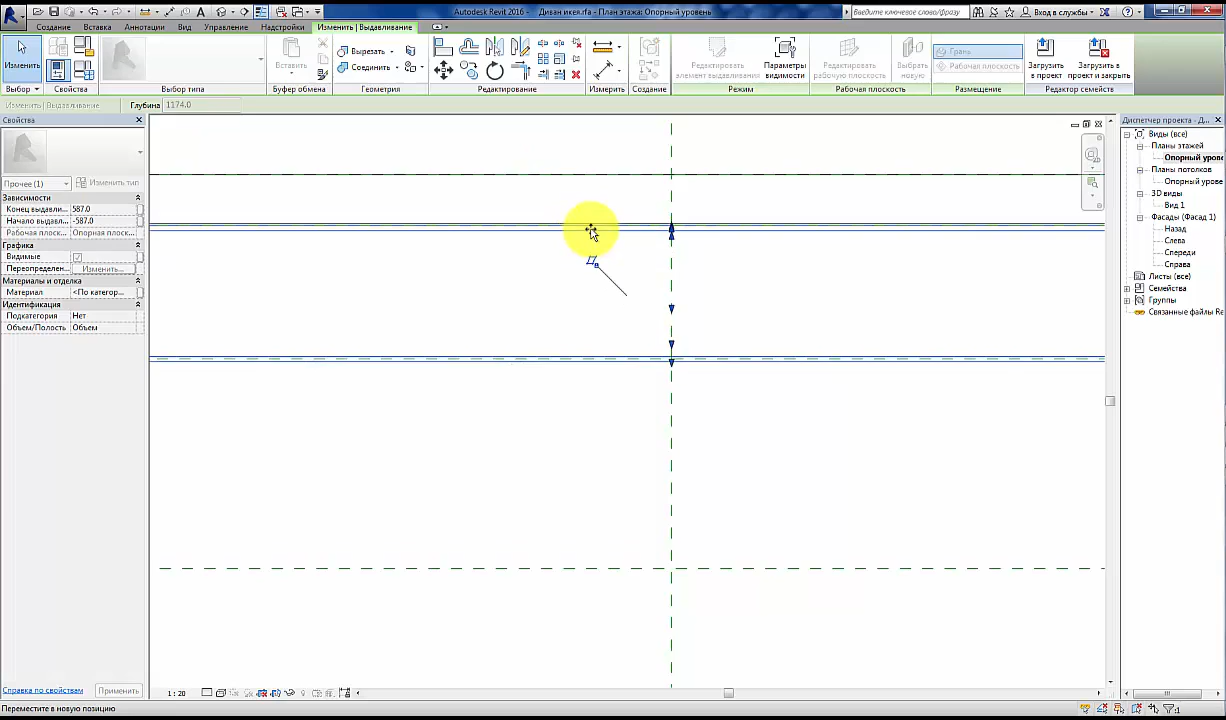 Autodesk Revit 2016 - Диван икея.rfa - План этажа: Опорный уровень
Введите ключевое слово/фразу
Вход в службы
Создание Вставка Аннотации Вид Управление Надстройки Изменить | Выдавливание
Изменить
Вставить
Вырезать
Соединить
Редактировать элемент выдавливания
Параметры видимости
Редактировать рабочую плоскость
Выбрать новую
Грань
Рабочая плоскость
Загрузить в проект
Загрузить в проект и закрыть
Выбор Свойства Выбор типа Буфер обмена Геометрия Редактирование Измерить Создание Режим Рабочая плоскость Размещение Редактор семейств
Изменить | Выдавливание Глубина 1174.0
Свойства
Прочее (1) Изменить тип
Зависимости
Конец выдавли... 587.0
Начало выдавл... -587.0
Рабочая плоск... Опорная плоск...
Графика
Видимые
Переопределен... Изменить...
Материалы и отделка
Материал <По категор...
Идентификация
Подкатегория Нет
Объем/Полость Объем
Справка по свойствам Применить
Диспетчер проекта - Д...
Виды (все)
Планы этажей
Опорный урове
Планы потолков
Опорный урове
3D виды
Вид 1
Фасады (Фасад 1)
Назад
Слева
Спереди
Справа
Листы (все)
Семейства
Группы
Связанные файлы Re
1 : 20
Переместите в новую позицию
:1